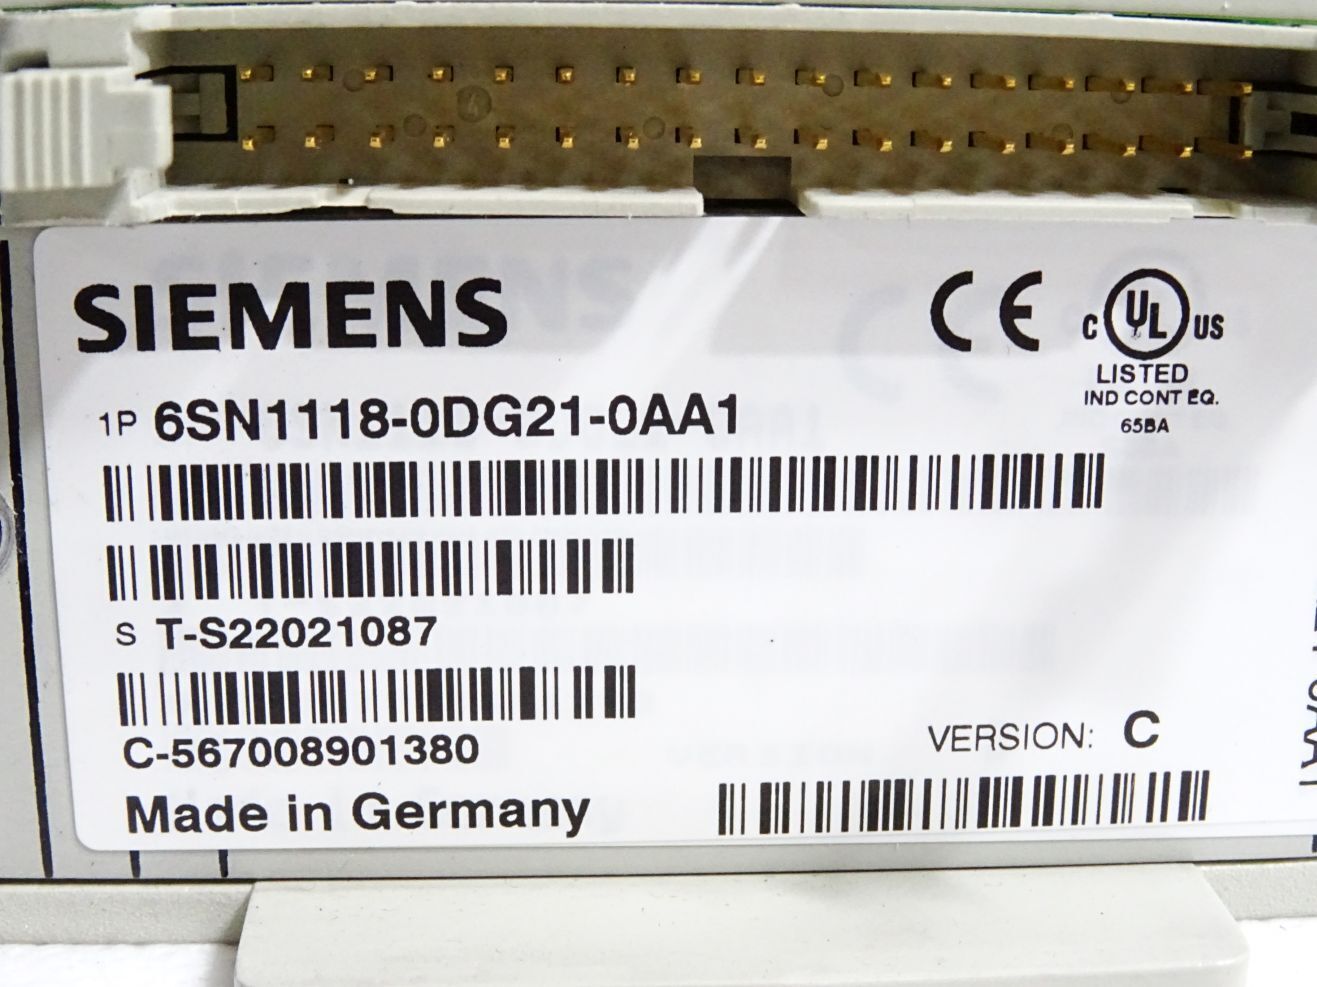 SIEMENS
CE
C UL US
LISTED
IND CONT EQ.
65BA
1P 6SN1118-0DG21-0AA1
S T-S22021087
C-567008901380
VERSION: C
Made in Germany